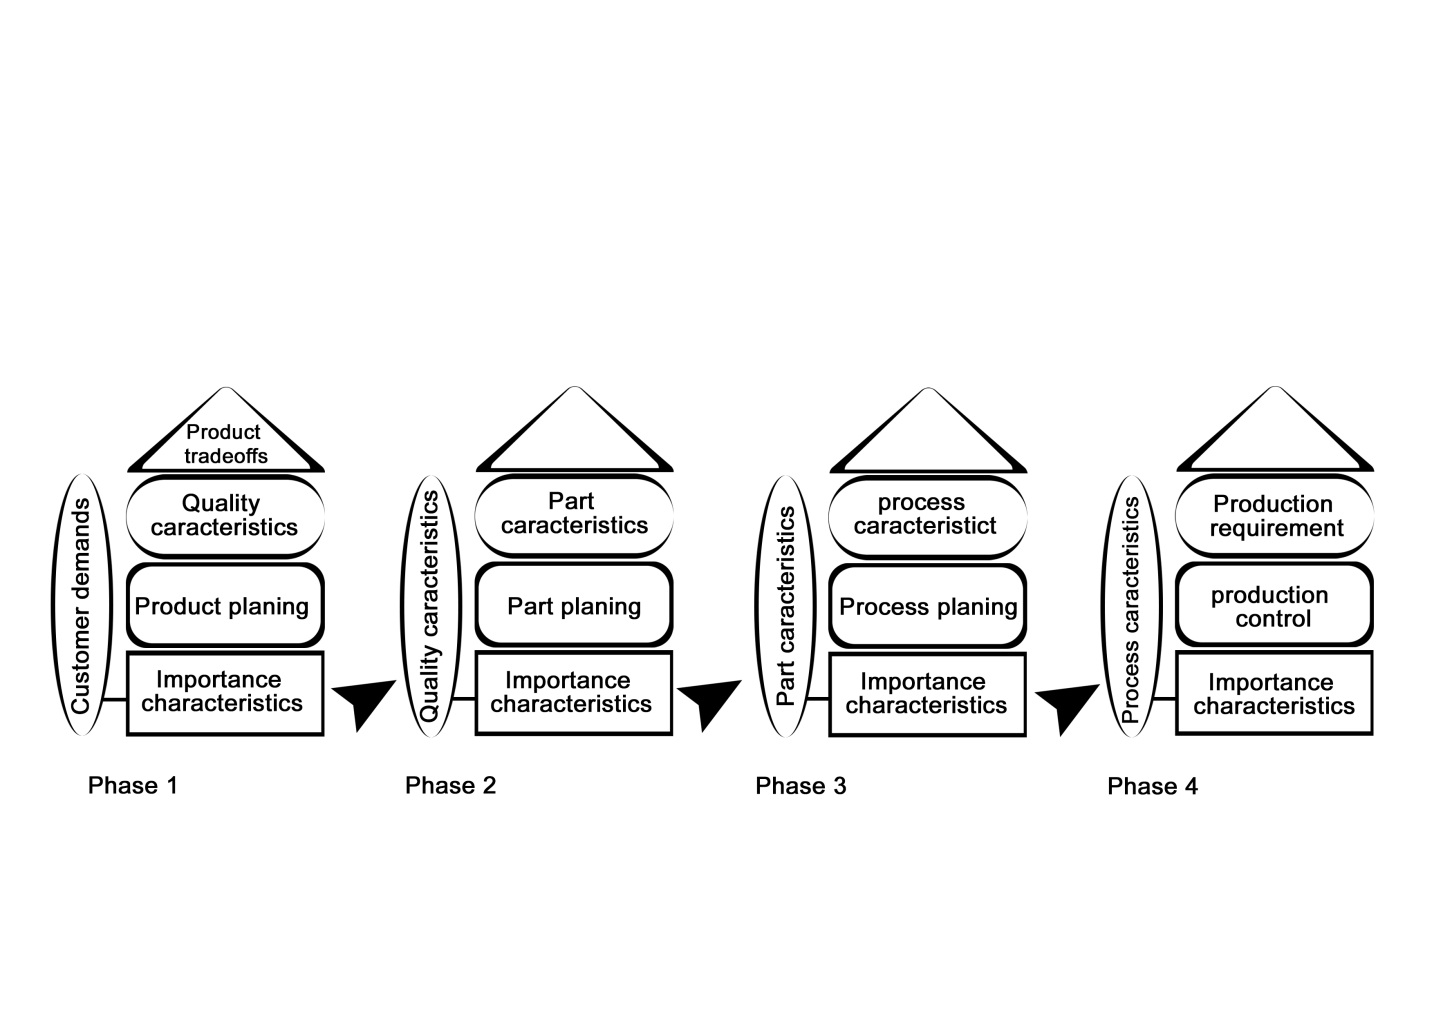 Product
tradeoffs
Quality
caracteristics
Product planing
Importance
characteristics
Customer demands
Phase 1
Part
caracteristics
Part planing
Importance
characteristics
Quality caracteristics
Phase 2
process
caracteristict
Process planing
Importance
characteristics
Part caracteristics
Phase 3
Production
requirement
production
control
Importance
characteristics
Process caracteristics
Phase 4